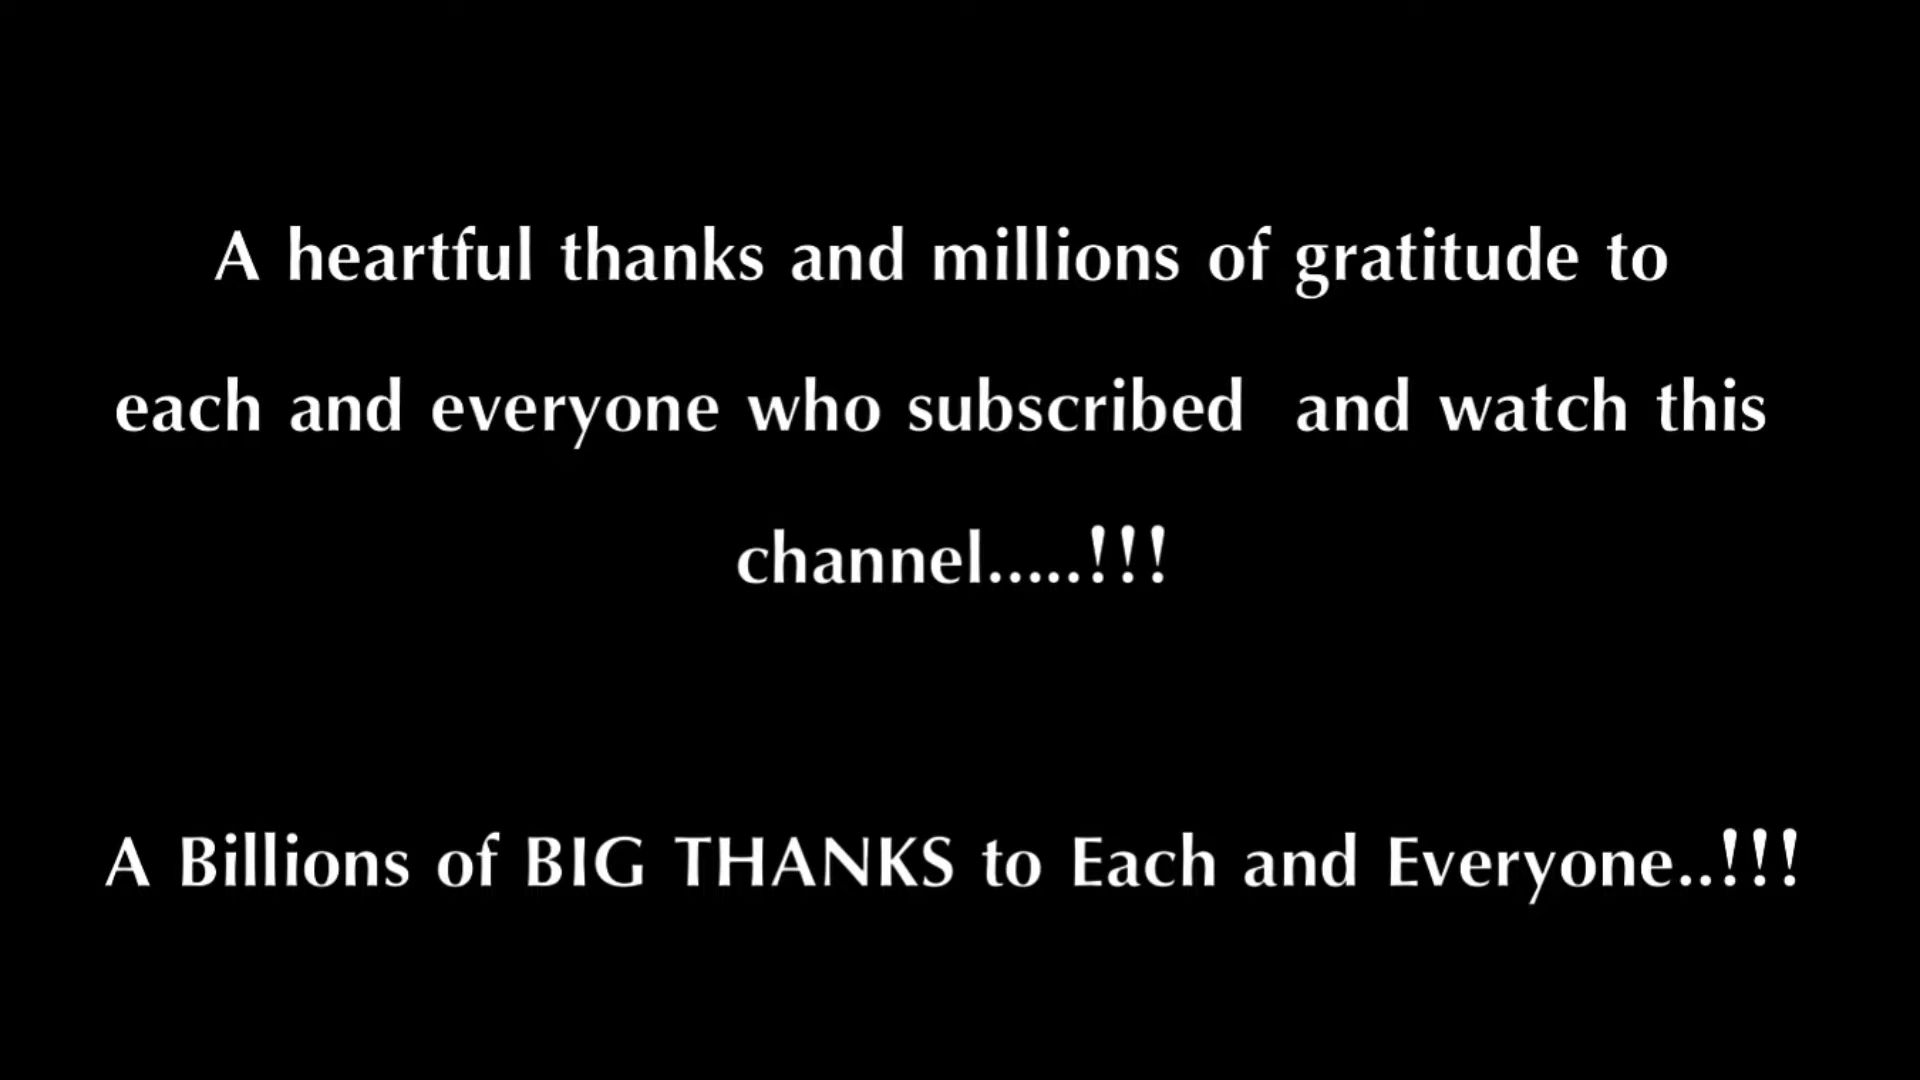 A heartful thanks and millions of gratitude to
each and everyone who subscribed  and watch this
channel.....!!!
A Billions of BIG THANKS to Each and Everyone..!!!